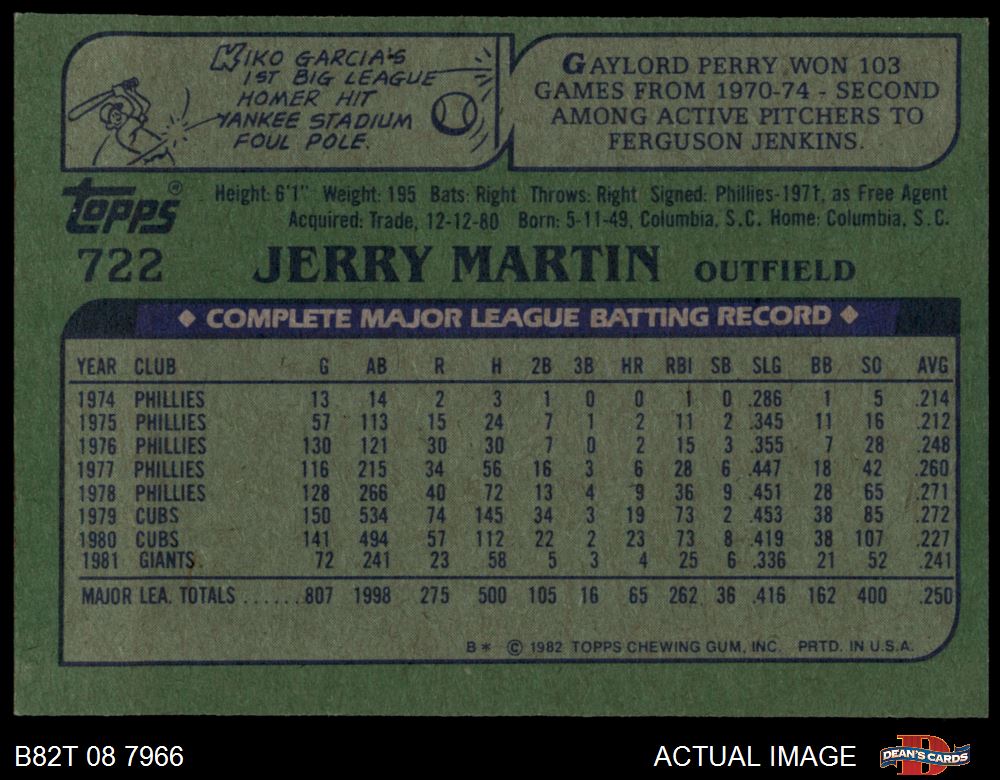 KIKO GARCIA'S
1ST BIG LEAGUE
HOMER HIT
YANKEE STADIUM
FOUL POLE.
GAYLORD PERRY WON 103
GAMES FROM 1970-74 - SECOND
AMONG ACTIVE PITCHERS TO
FERGUSON JENKINS.
Topps®
Height: 6'1" Weight: 195 Bats: Right Throws: Right Signed: Phillies-1971, as Free Agent
Acquired: Trade, 12-12-80 Born: 5-11-49, Columbia, S.C. Home: Columbia, S.C.
722 JERRY MARTIN OUTFIELD
◆ COMPLETE MAJOR LEAGUE BATTING RECORD ◆
YEAR CLUB G AB R H 2B 3B HR RBI SB SLG BB SO AVG
1974 PHILLIES 13 14 2 3 1 0 0 1 0 .286 1 5 .214
1975 PHILLIES 57 113 15 24 7 1 2 11 2 .345 11 16 .212
1976 PHILLIES 130 121 30 30 7 0 2 15 3 .355 7 28 .248
1977 PHILLIES 116 215 34 56 16 3 6 28 6 .447 18 42 .260
1978 PHILLIES 128 266 40 72 13 4 9 36 9 .451 28 65 .271
1979 CUBS 150 534 74 145 34 3 19 73 2 .453 38 85 .272
1980 CUBS 141 494 57 112 22 2 23 73 8 .419 38 107 .227
1981 GIANTS 72 241 23 58 5 3 4 25 6 .336 21 52 .241
MAJOR LEA. TOTALS ......807 1998 275 500 105 16 65 262 36 .416 162 400 .250
B* © 1982 TOPPS CHEWING GUM, INC. PRTD. IN U.S.A.
B82T 08 7966 ACTUAL IMAGE DEAN'S CARDS